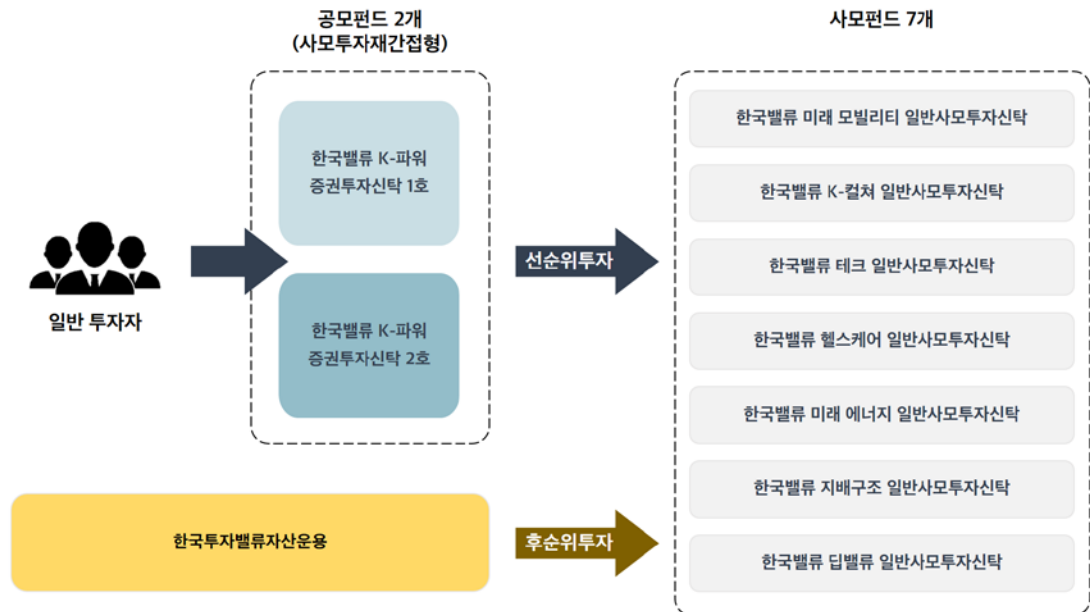 공모펀드 2개
(사모투자재간접형)
사모펀드 7개
한국밸류 K-파워
증권투자신탁 1호
한국밸류 K-파워
증권투자신탁 2호
일반 투자자
선순위투자
한국투자밸류자산운용
후순위투자
한국밸류 미래 모빌리티 일반사모투자신탁
한국밸류 K-컬쳐 일반사모투자신탁
한국밸류 테크 일반사모투자신탁
한국밸류 헬스케어 일반사모투자신탁
한국밸류 미래 에너지 일반사모투자신탁
한국밸류 지배구조 일반사모투자신탁
한국밸류 딥밸류 일반사모투자신탁